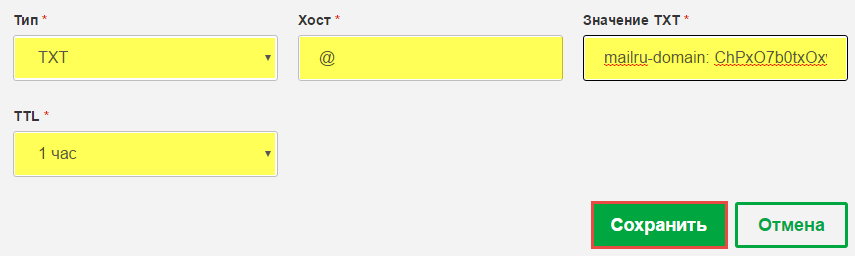 Тип * Хост * Значение TXT *
TXT @ mailru-domain: ChPxO7b0txOx
TTL *
1 час
Сохранить Отмена